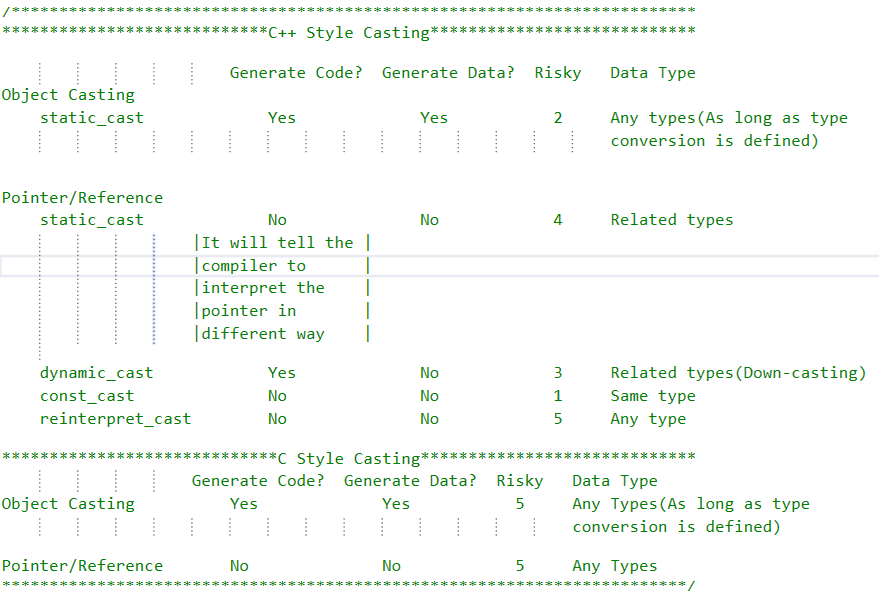 /************************************************************************
****************************C++ Style Casting****************************
Generate Code?  Generate Data?  Risky   Data Type
Object Casting
    static_cast             Yes             Yes           2     Any types(As long as type
conversion is defined)
Pointer/Reference
    static_cast             No              No            4     Related types
|It will tell the |
|compiler to      |
|interpret the    |
|pointer in       |
|different way    |
    dynamic_cast            Yes             No            3     Related types(Down-casting)
    const_cast              No              No            1     Same type
    reinterpret_cast        No              No            5     Any type
*****************************C Style Casting*****************************
Generate Code?  Generate Data?  Risky   Data Type
Object Casting          Yes             Yes           5     Any Types(As long as type
conversion is defined)
Pointer/Reference       No              No            5     Any Types
************************************************************************/